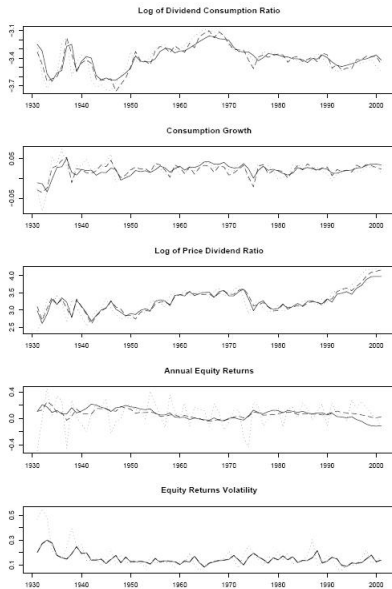 Log of Dividend Consumption Ratio
-3.1
-3.4
-3.7
1930 1940 1950 1960 1970 1980 1990 2000
Consumption Growth
0.05
-0.05
1930 1940 1950 1960 1970 1980 1990 2000
Log of Price Dividend Ratio
4.0
3.5
3.0
2.5
1930 1940 1950 1960 1970 1980 1990 2000
Annual Equity Returns
0.4
0.0
-0.4
1930 1940 1950 1960 1970 1980 1990 2000
Equity Returns Volatility
0.5
0.3
0.1
1930 1940 1950 1960 1970 1980 1990 2000